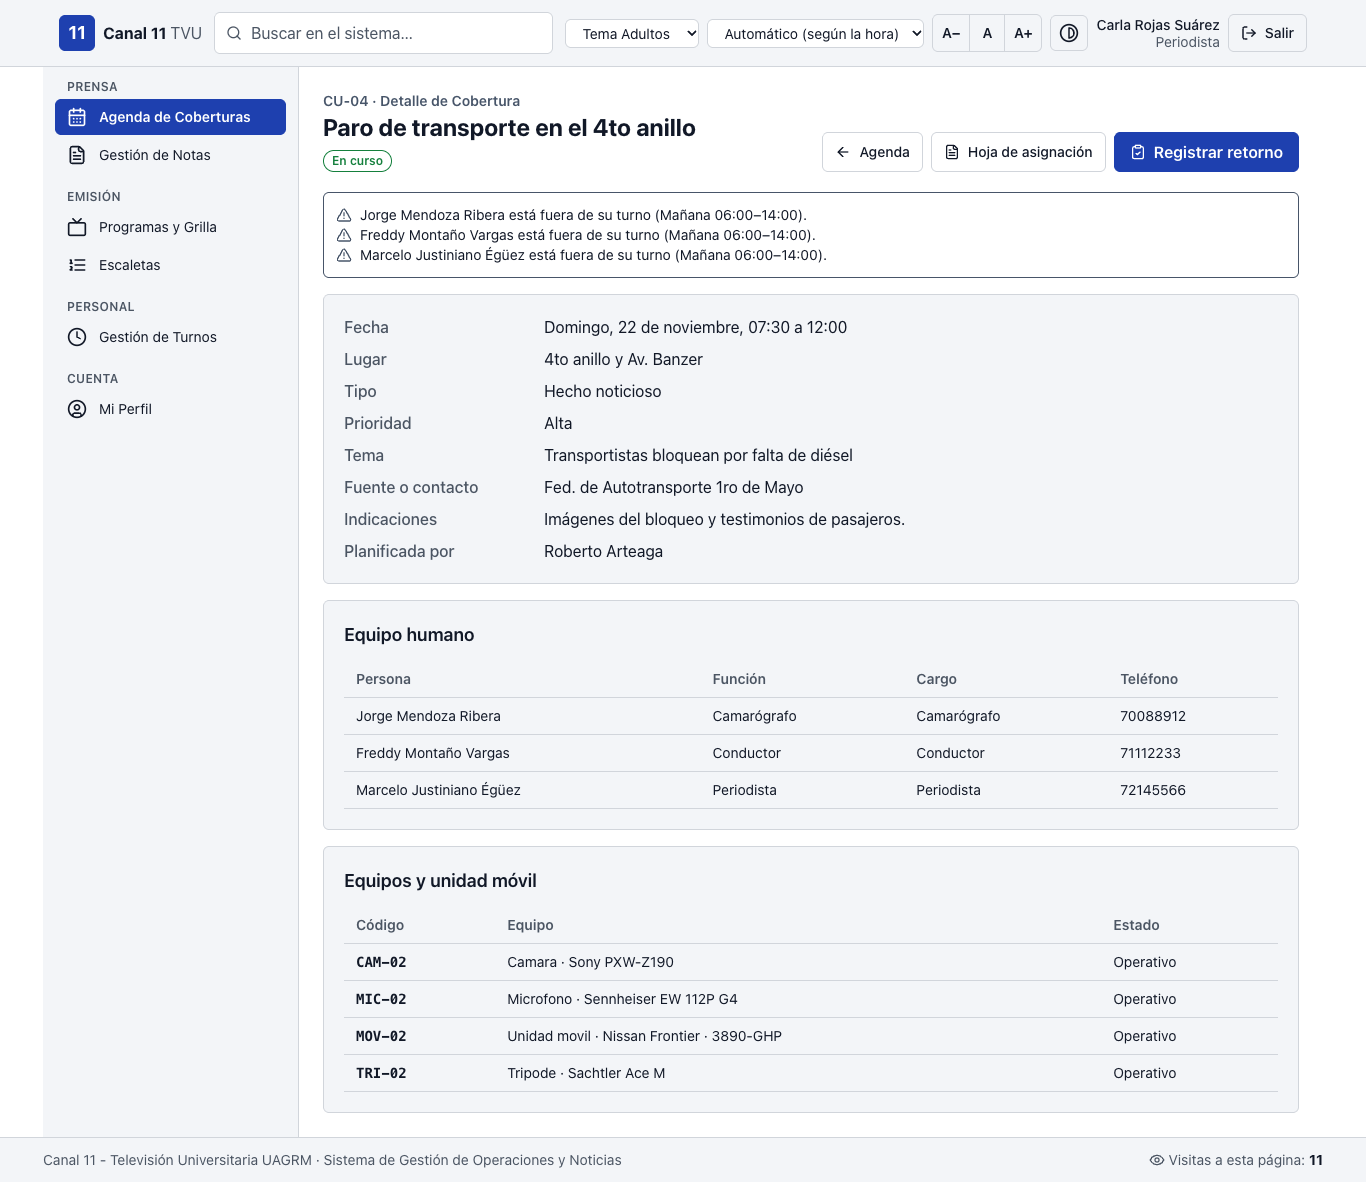 11 Canal 11 TVU
Buscar en el sistema...
Tema Adultos
Automático (según la hora)
A− A A+
Carla Rojas Suárez
Periodista
Salir
PRENSA
Agenda de Coberturas
Gestión de Notas
EMISIÓN
Programas y Grilla
Escaletas
PERSONAL
Gestión de Turnos
CUENTA
Mi Perfil
CU-04 · Detalle de Cobertura
Paro de transporte en el 4to anillo
En curso
Agenda
Hoja de asignación
Registrar retorno
Jorge Mendoza Ribera está fuera de su turno (Mañana 06:00–14:00).
Freddy Montaño Vargas está fuera de su turno (Mañana 06:00–14:00).
Marcelo Justiniano Égüez está fuera de su turno (Mañana 06:00–14:00).
Fecha Domingo, 22 de noviembre, 07:30 a 12:00
Lugar 4to anillo y Av. Banzer
Tipo Hecho noticioso
Prioridad Alta
Tema Transportistas bloquean por falta de diésel
Fuente o contacto Fed. de Autotransporte 1ro de Mayo
Indicaciones Imágenes del bloqueo y testimonios de pasajeros.
Planificada por Roberto Arteaga
Equipo humano
Persona Función Cargo Teléfono
Jorge Mendoza Ribera Camarógrafo Camarógrafo 70088912
Freddy Montaño Vargas Conductor Conductor 71112233
Marcelo Justiniano Égüez Periodista Periodista 72145566
Equipos y unidad móvil
Código Equipo Estado
CAM-02 Camara · Sony PXW-Z190 Operativo
MIC-02 Microfono · Sennheiser EW 112P G4 Operativo
MOV-02 Unidad movil · Nissan Frontier · 3890-GHP Operativo
TRI-02 Tripode · Sachtler Ace M Operativo
Canal 11 - Televisión Universitaria UAGRM · Sistema de Gestión de Operaciones y Noticias
Visitas a esta página: 11